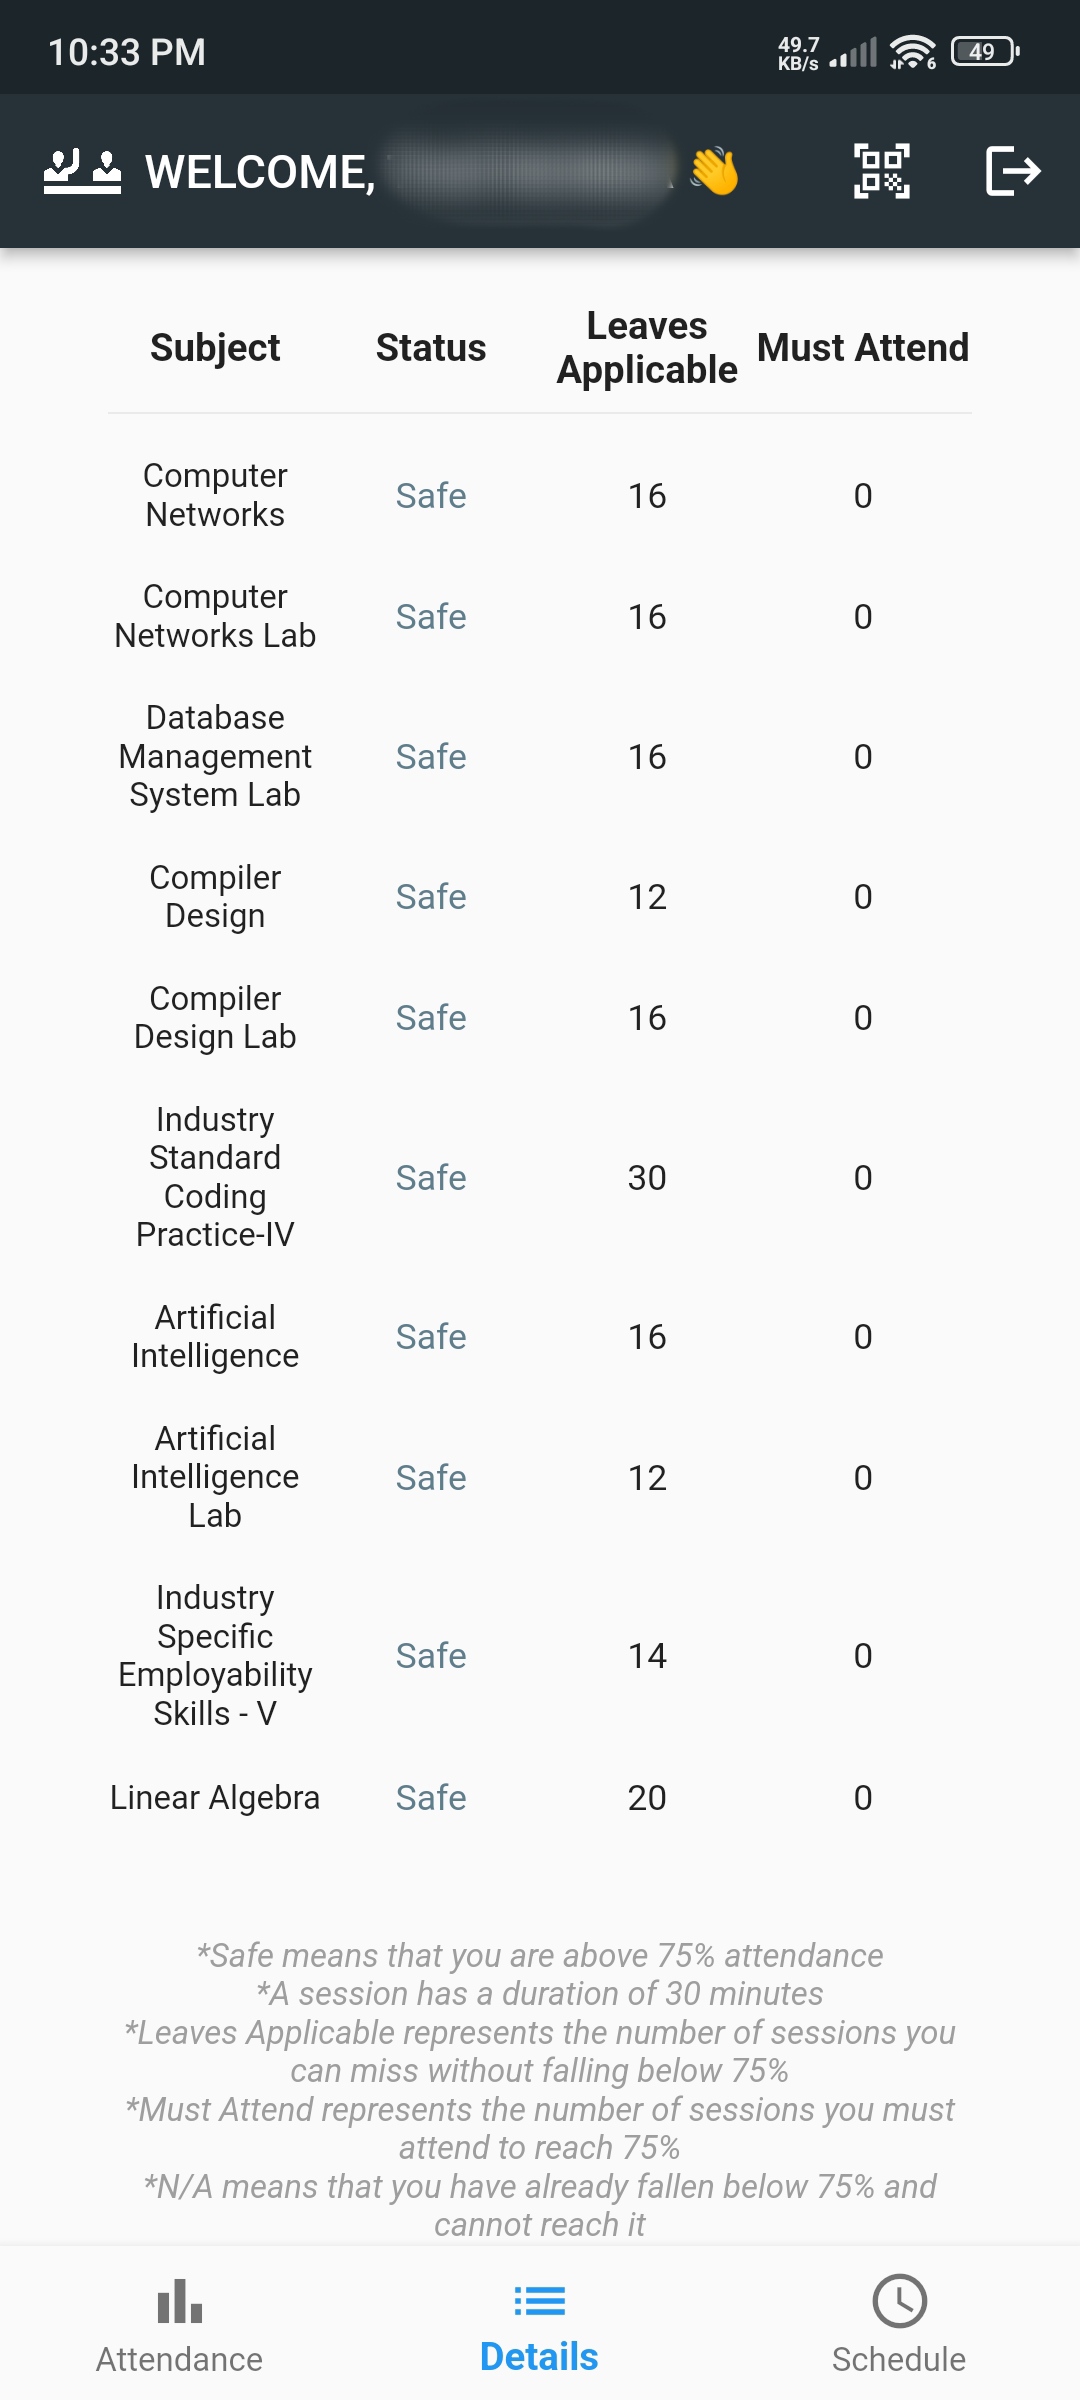 10:33 PM
49.7
KB/s
6
49
WELCOME, 👋
Subject Status Leaves Applicable Must Attend
Computer
Networks
Safe 16 0
Computer
Networks Lab
Safe 16 0
Database
Management
System Lab
Safe 16 0
Compiler
Design
Safe 12 0
Compiler
Design Lab
Safe 16 0
Industry
Standard
Coding
Practice-IV
Safe 30 0
Artificial
Intelligence
Safe 16 0
Artificial
Intelligence
Lab
Safe 12 0
Industry
Specific
Employability
Skills - V
Safe 14 0
Linear Algebra Safe 20 0
*Safe means that you are above 75% attendance
*A session has a duration of 30 minutes
*Leaves Applicable represents the number of sessions you
can miss without falling below 75%
*Must Attend represents the number of sessions you must
attend to reach 75%
*N/A means that you have already fallen below 75% and
cannot reach it
Attendance Details Schedule